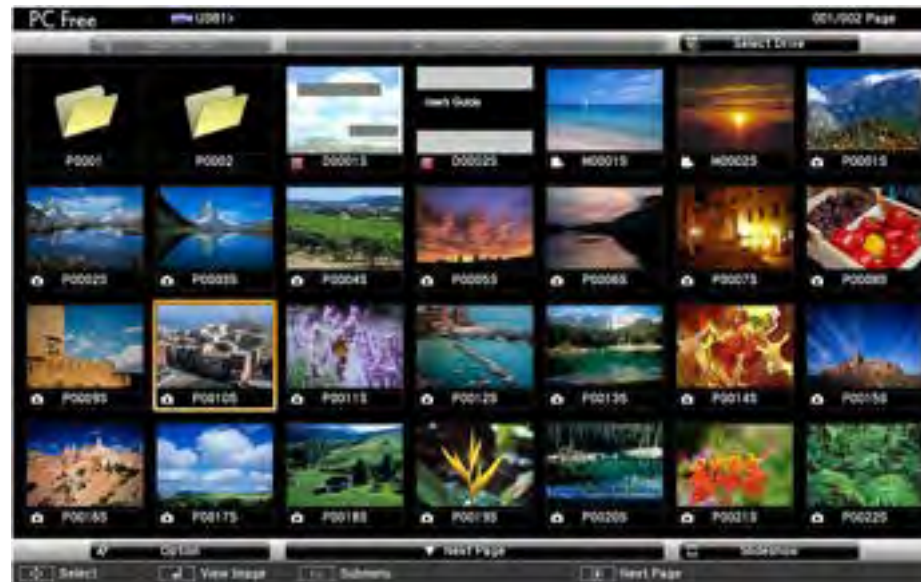 PC Free USB1> 001/002 Page
Select Drive
User's Guide
P0001 P0002 D0001S D0002S M0001S M0002S P0001S
P0002S P0003S P0004S P0005S P0006S P0007S P0008S
P0009S P0010S P0011S P0012S P0013S P0014S P0015S
P0016S P0017S P0018S P0019S P0020S P0021S P0022S
Option ▼ Next Page Slideshow
Select View Image Submenu Next Page